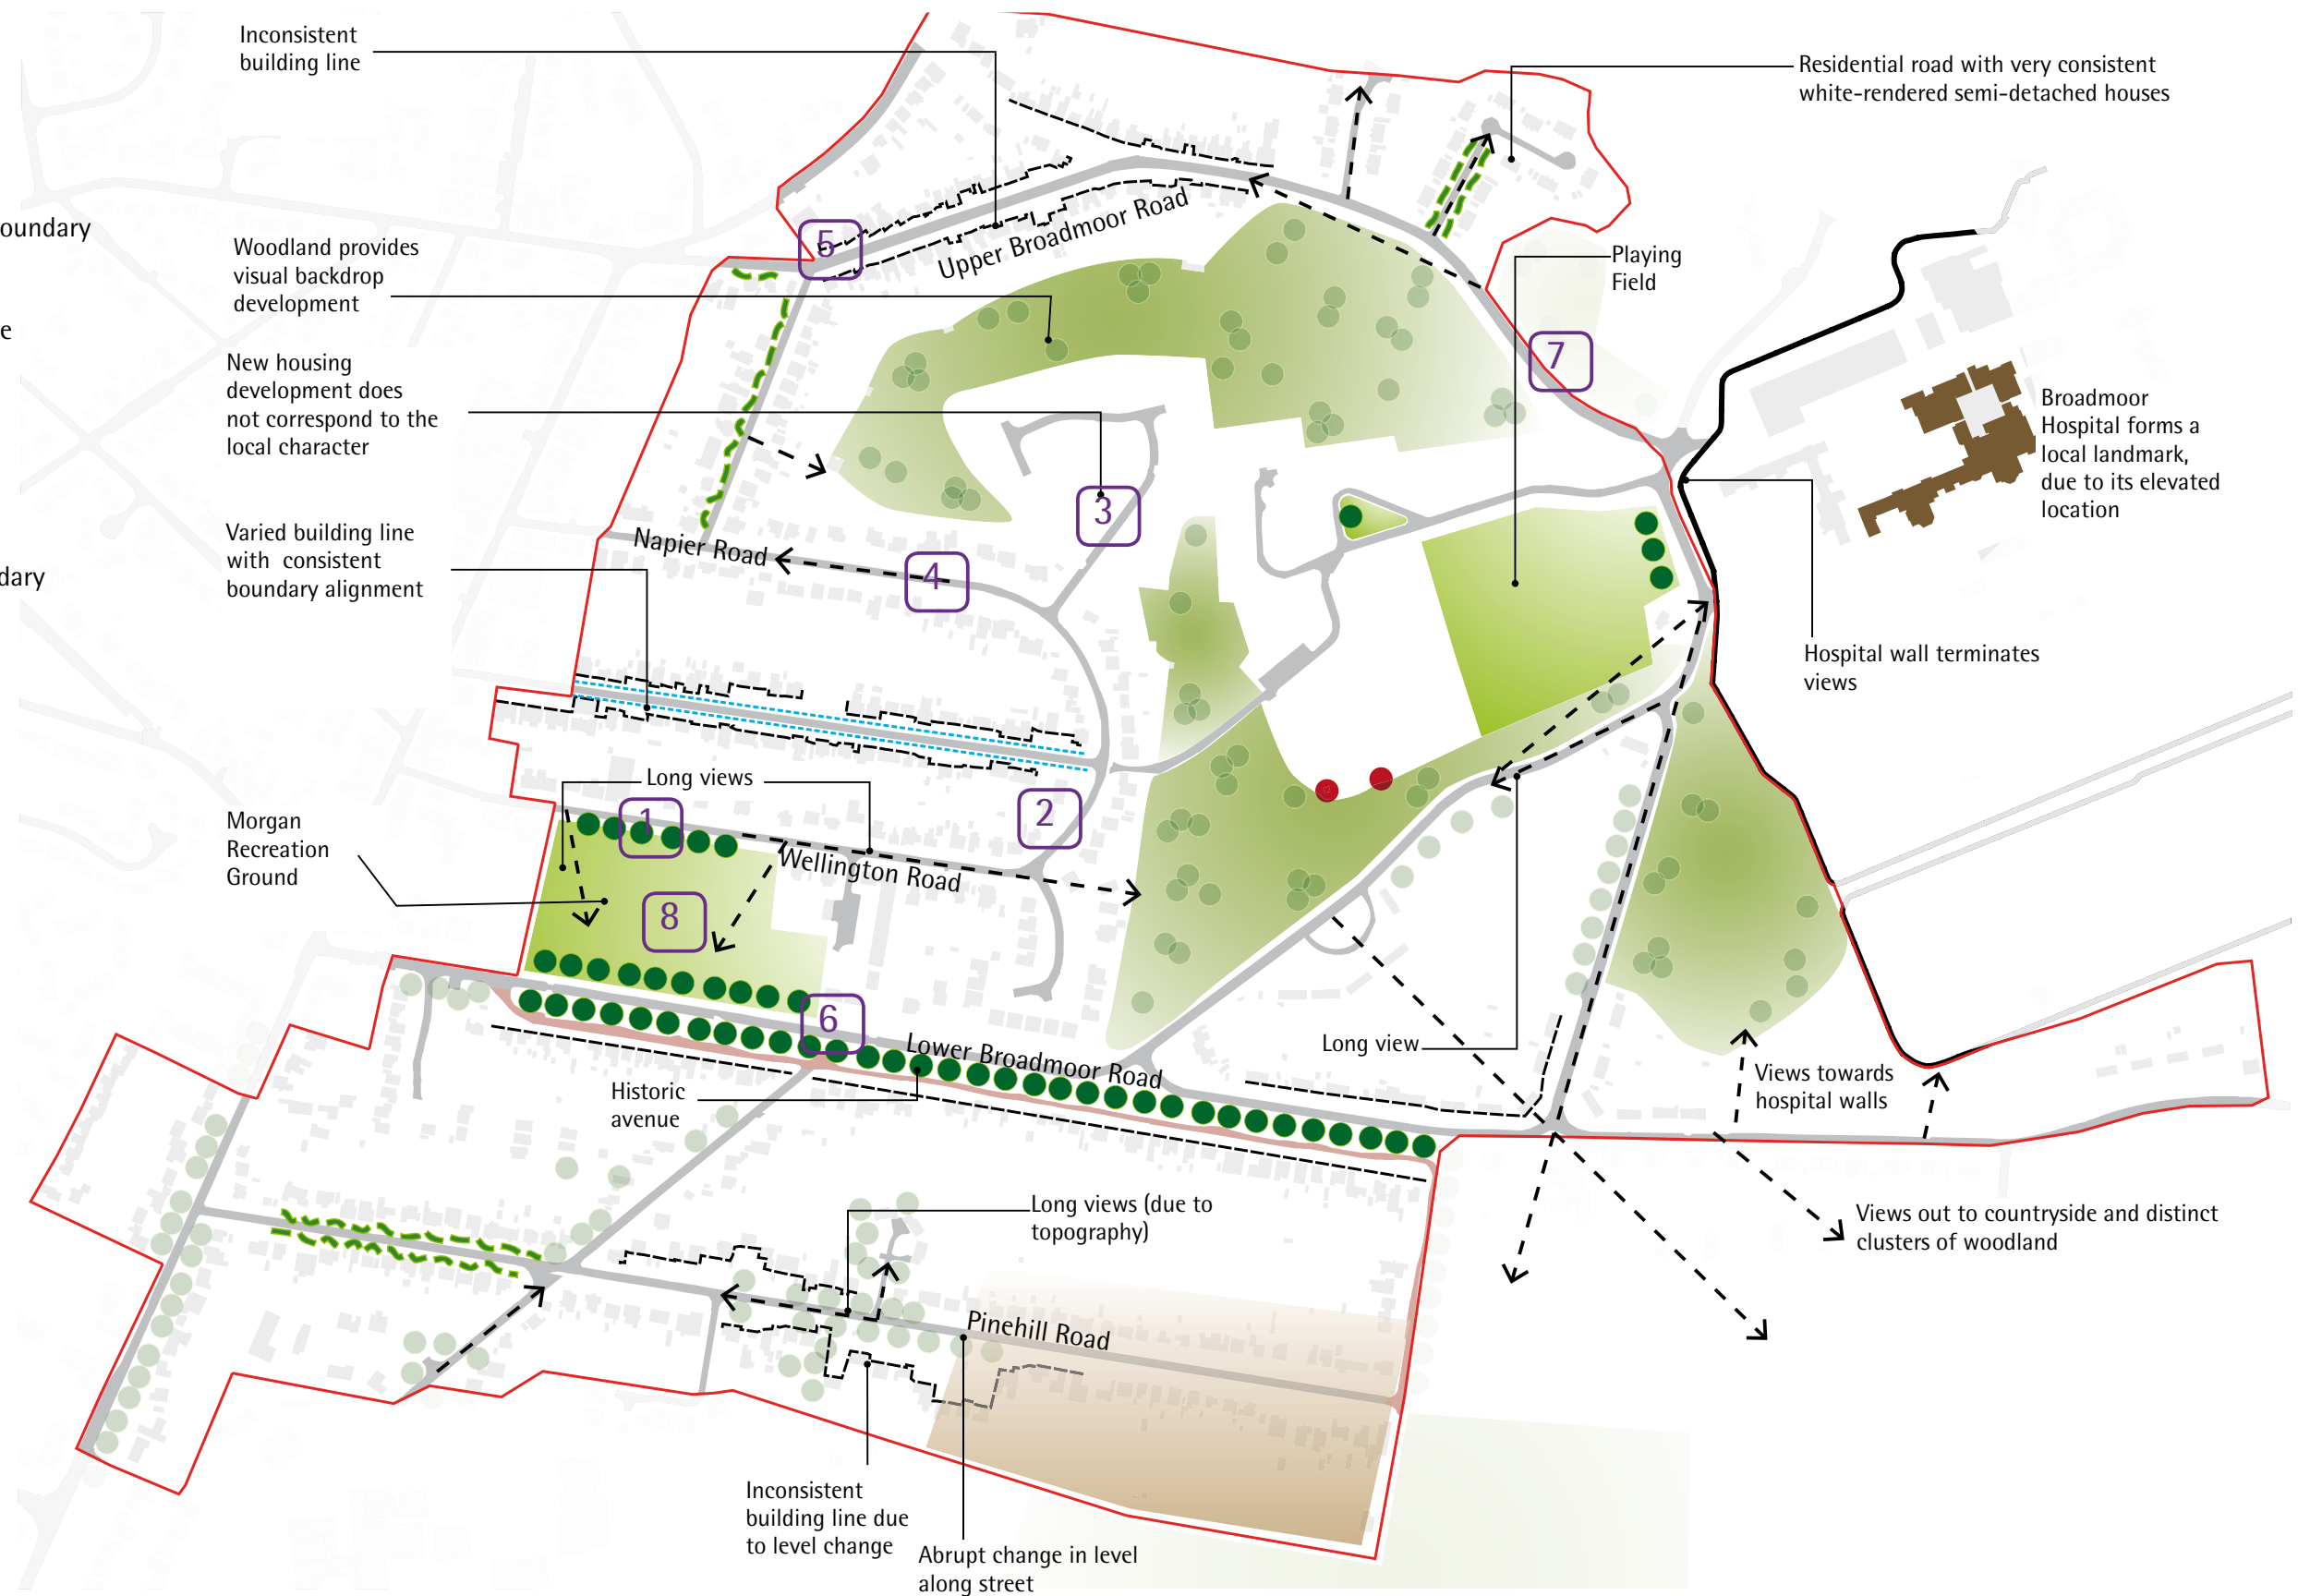 Inconsistent
building line
Residential road with very consistent
white-rendered semi-detached houses
oundary
Woodland provides
visual backdrop
development
5
Upper Broadmoor Road
Playing
Field
e
New housing
development does
not correspond to the
local character
7
Broadmoor
Hospital forms a
local landmark,
due to its elevated
location
3
Varied building line
with consistent
boundary alignment
Napier Road
4
dary
Hospital wall terminates
views
Long views
1
2
Morgan
Recreation
Ground
Wellington Road
8
6
Lower Broadmoor Road
Long view
Historic
avenue
Views towards
hospital walls
Long views (due to
topography)
Views out to countryside and distinct
clusters of woodland
Pinehill Road
Inconsistent
building line due
to level change
Abrupt change in level
along street